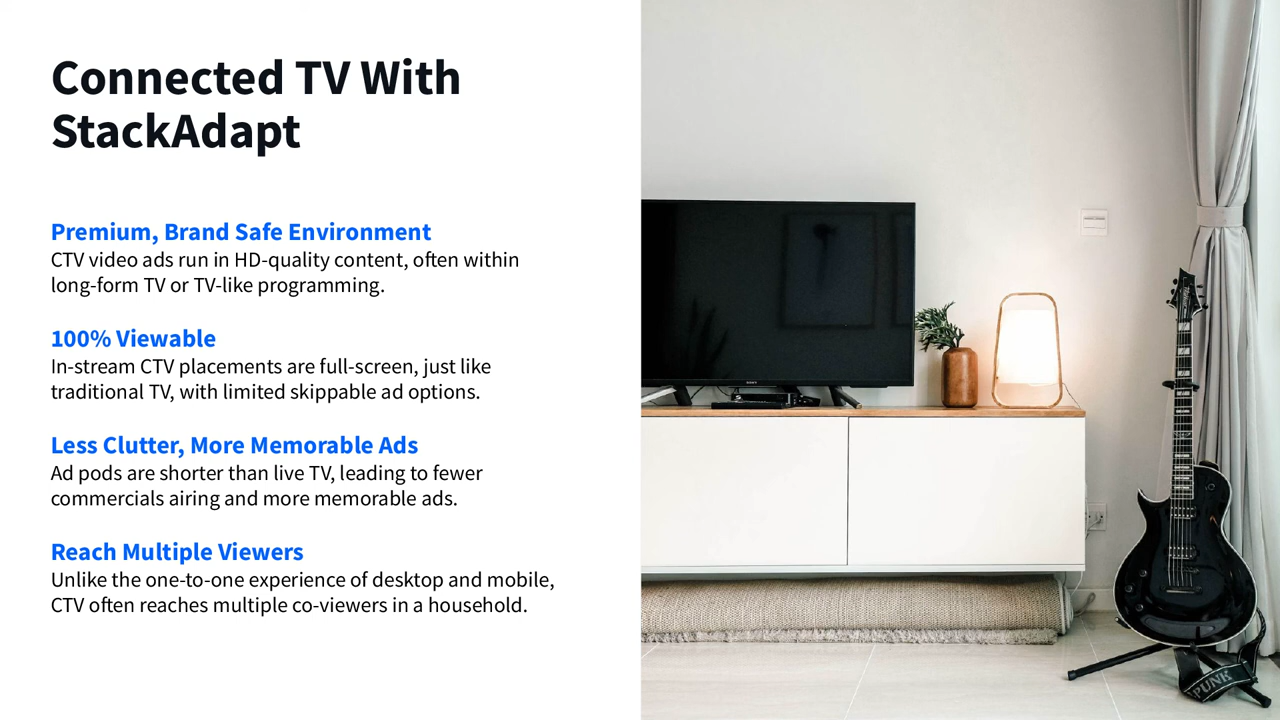 Connected TV With
StackAdapt
Premium, Brand Safe Environment
CTV video ads run in HD-quality content, often within
long-form TV or TV-like programming.
100% Viewable
In-stream CTV placements are full-screen, just like
traditional TV, with limited skippable ad options.
Less Clutter, More Memorable Ads
Ad pods are shorter than live TV, leading to fewer
commercials airing and more memorable ads.
Reach Multiple Viewers
Unlike the one-to-one experience of desktop and mobile,
CTV often reaches multiple co-viewers in a household.
SONY
PUNK